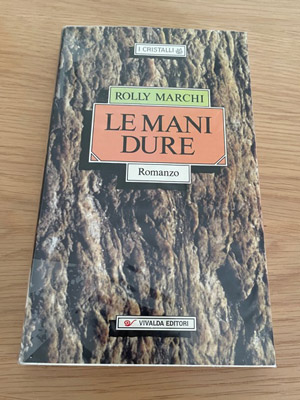 I CRISTALLI
ROLLY MARCHI
LE MANI
DURE
Romanzo
VIVALDA EDITORI